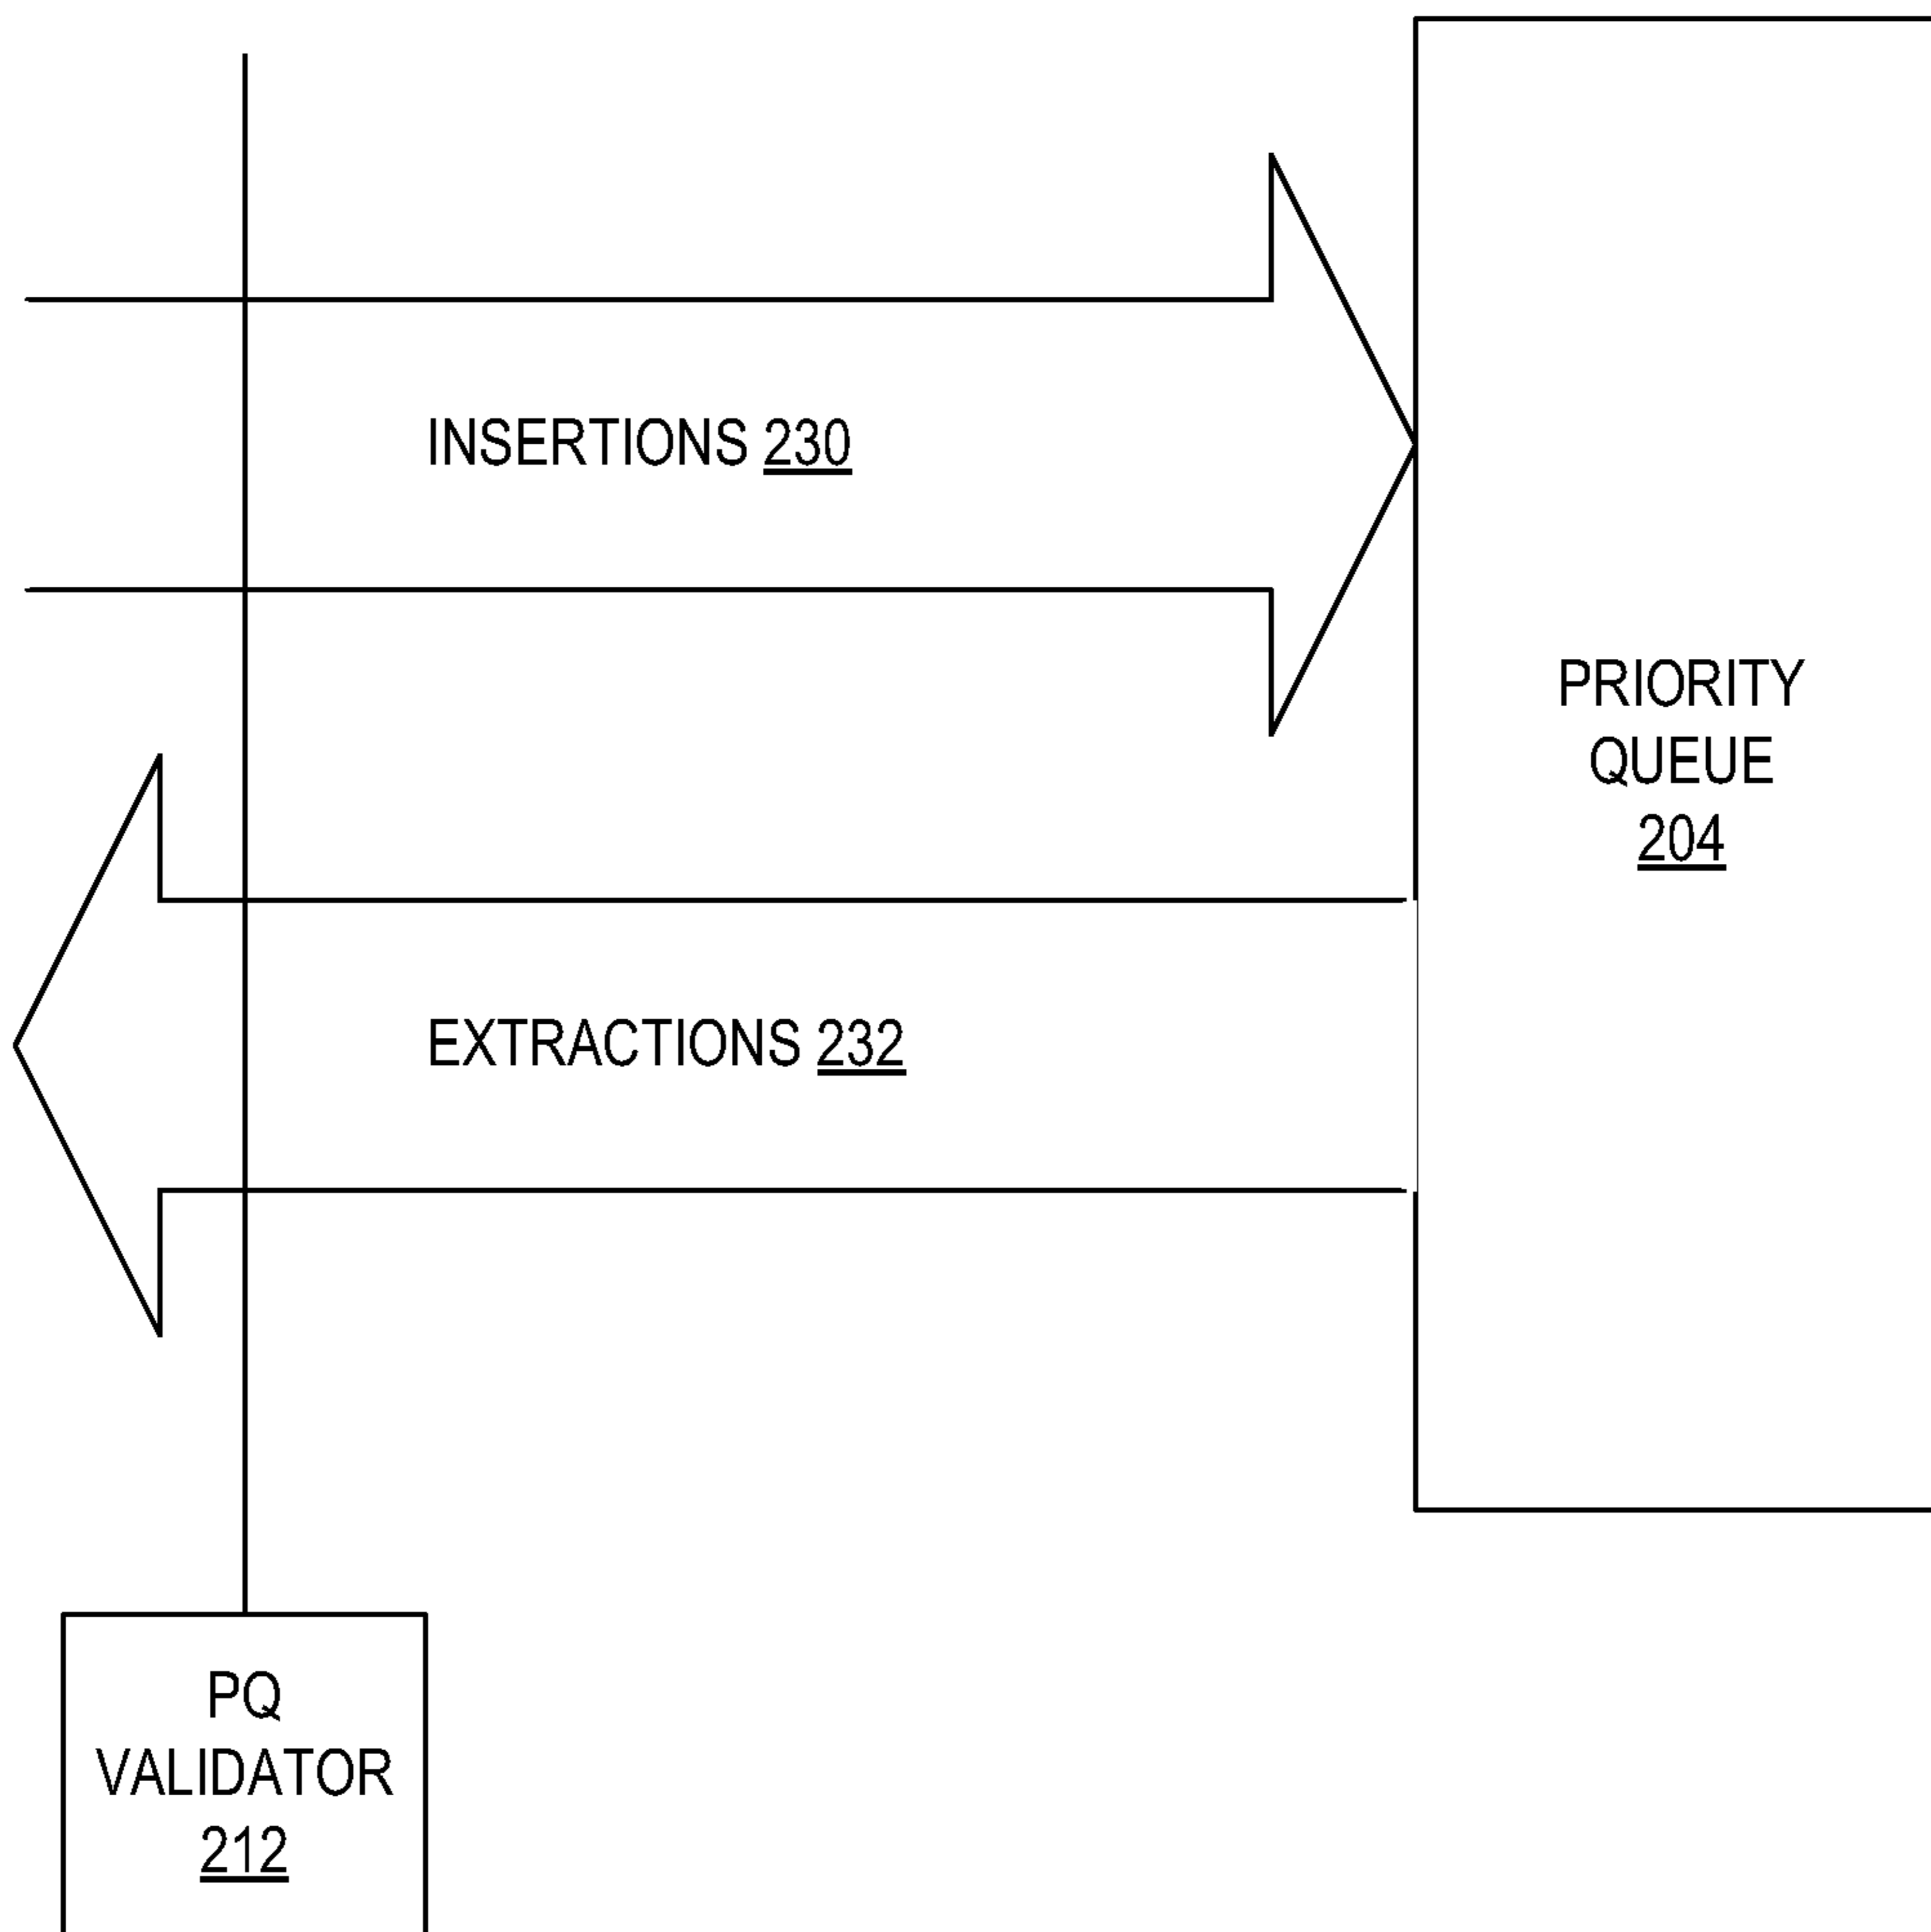 INSERTIONS 230
PRIORITY
QUEUE
204
EXTRACTIONS 232
PQ
VALIDATOR
212